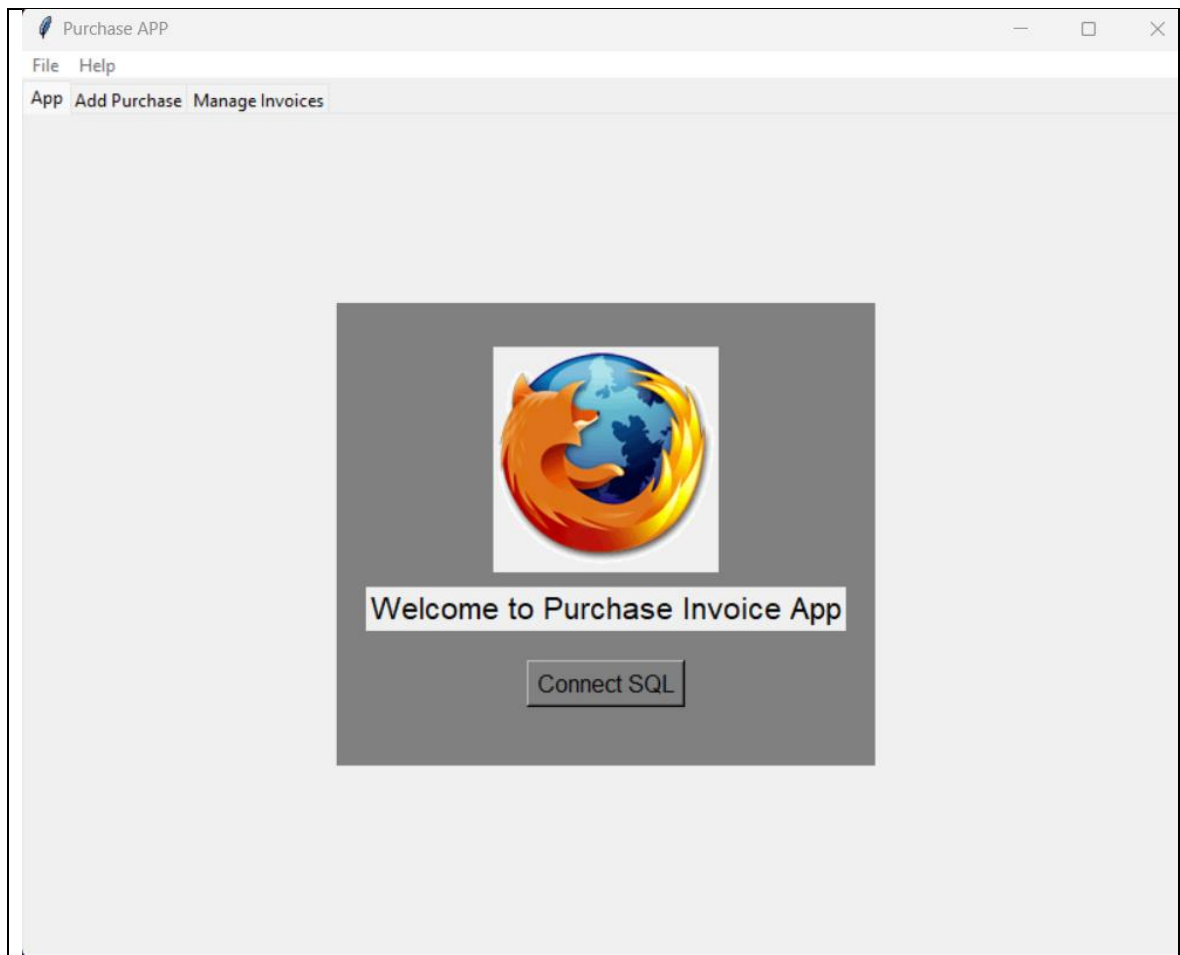 Purchase APP
File Help
App Add Purchase Manage Invoices
Welcome to Purchase Invoice App
Connect SQL